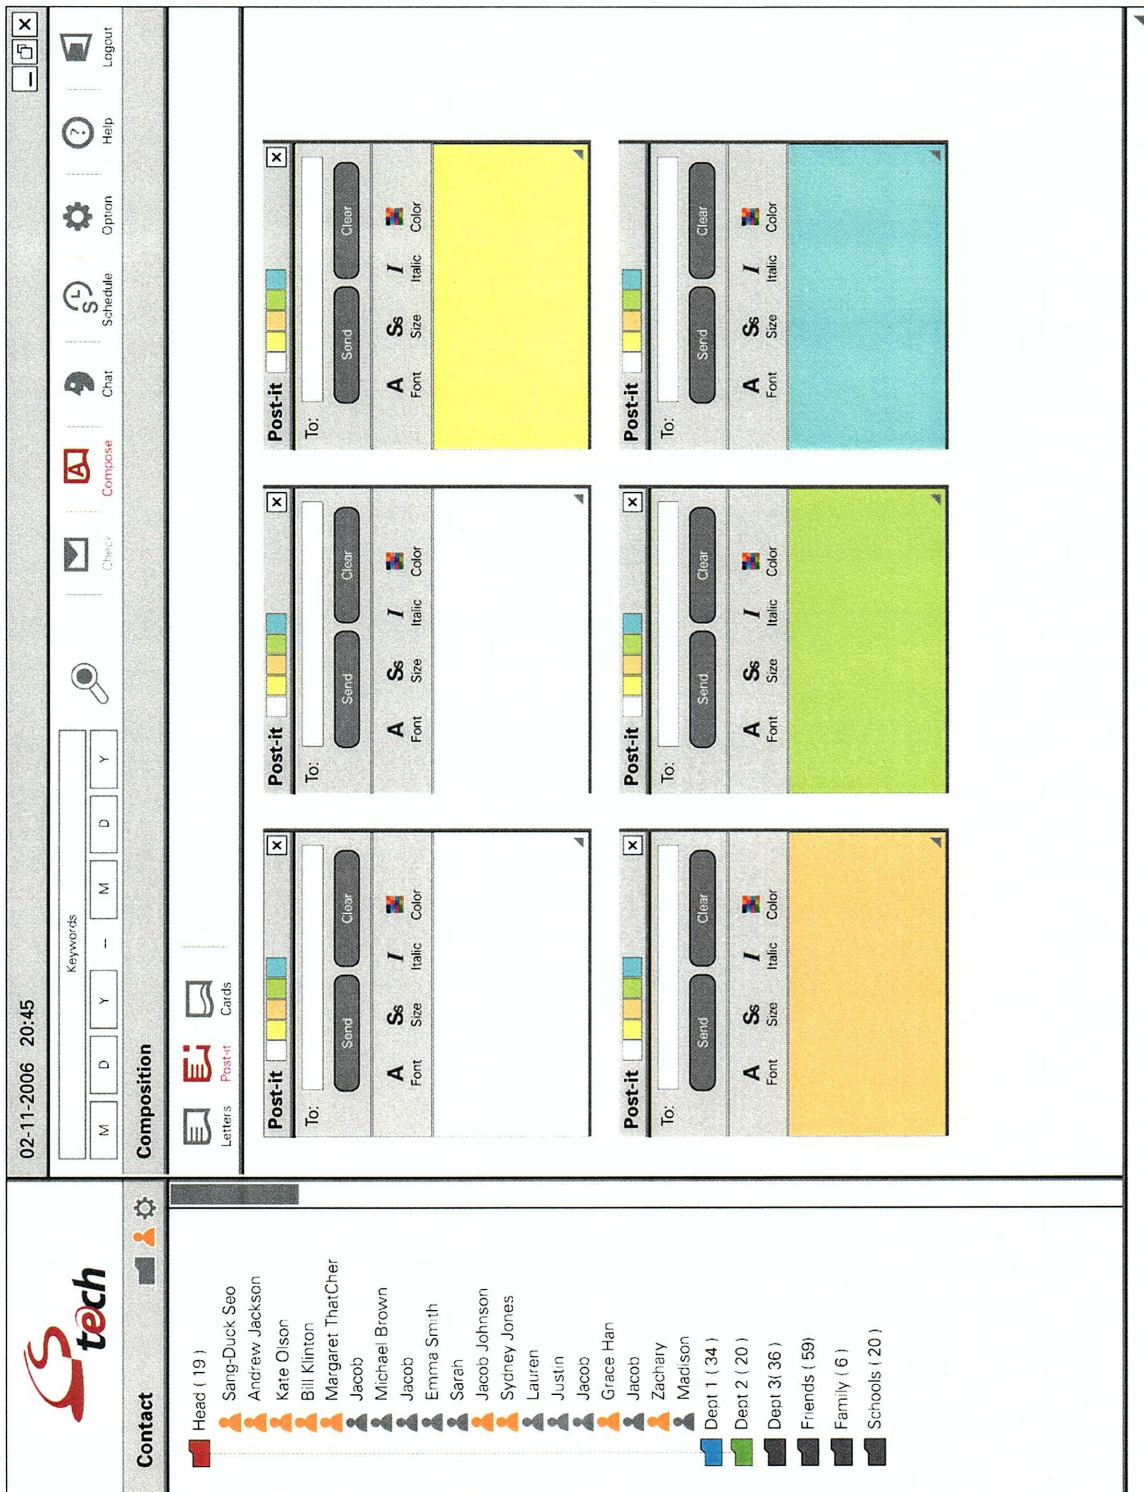 S tech
02-11-2006 20:45
Keywords
M D Y – M D Y
Check Compose Chat Schedule Option Help Logout
Contact
Composition
Letters Post-it Cards
Head ( 19 )
Sang-Duck Seo
Andrew Jackson
Kate Olson
Bill Klinton
Margaret ThatCher
Jacob
Michael Brown
Jacob
Emma Smith
Sarah
Jacob Johnson
Sydney Jones
Lauren
Justin
Jacob
Grace Han
Jacob
Zachary
Madison
Dept 1 ( 34 )
Dept 2 ( 20 )
Dep 3( 36 )
Friends ( 59)
Family ( 6 )
Schools ( 20 )
Post-it
To:
Send Clear
A Ss I
Font Size Italic Color
Post-it
To:
Send Clear
A Ss I
Font Size Italic Color
Post-it
To:
Send Clear
A Ss I
Font Size Italic Color
Post-it
To:
Send Clear
A Ss I
Font Size Italic Color
Post-it
To:
Send Clear
A Ss I
Font Size Italic Color
Post-it
To:
Send Clear
A Ss I
Font Size Italic Color